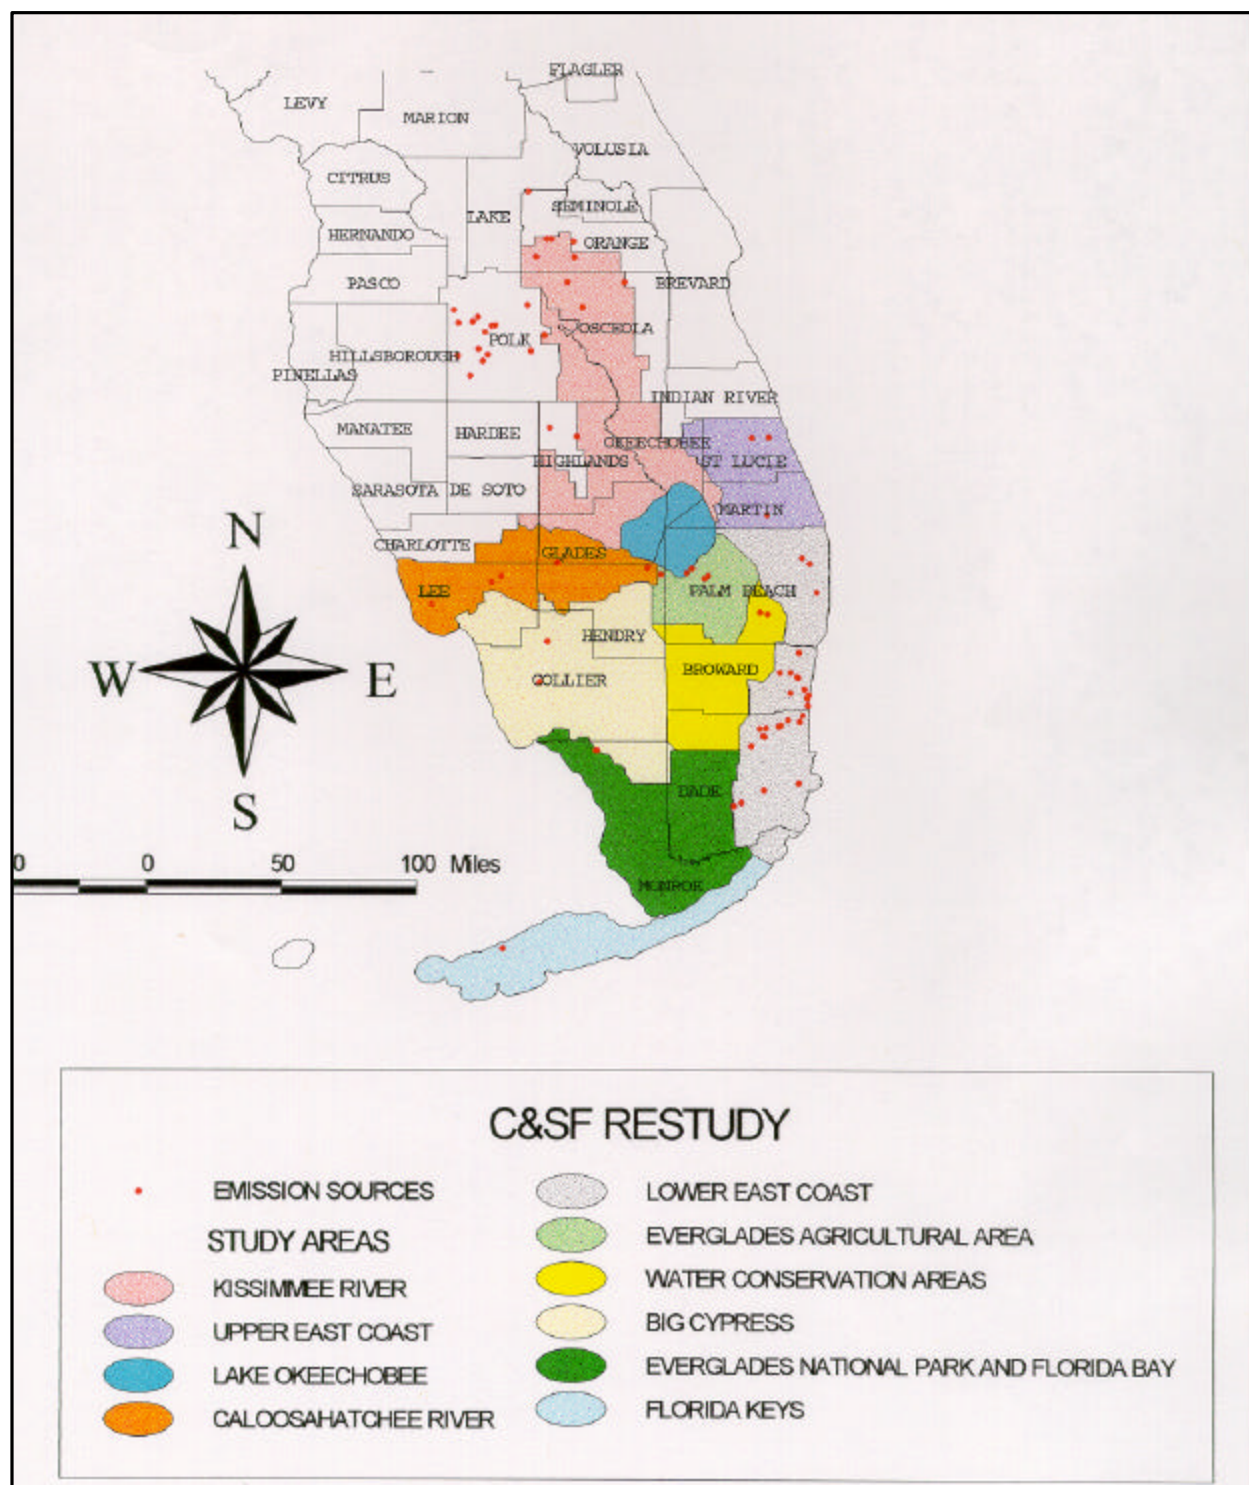 FLAGLER
LEVY
MARION
VOLUSIA
CITRUS
SEMINOLE
LAKE
HERNANDO
ORANGE
PASCO
BREVARD
OSCEOLA
POLK
HILLSBOROUGH
PINELLAS
INDIAN RIVER
MANATEE
HARDEE
OKEECHOBEE
HIGHLANDS
ST LUCIE
SARASOTA
DE SOTO
MARTIN
CHARLOTTE
GLADES
LEE
PALM BEACH
HENDRY
BROWARD
COLLIER
DADE
MONROE
N
W
E
S
0
0
50
100 Miles
C&SF RESTUDY
EMISSION SOURCES
STUDY AREAS
KISSIMMEE RIVER
UPPER EAST COAST
LAKE OKEECHOBEE
CALOOSAHATCHEE RIVER
LOWER EAST COAST
EVERGLADES AGRICULTURAL AREA
WATER CONSERVATION AREAS
BIG CYPRESS
EVERGLADES NATIONAL PARK AND FLORIDA BAY
FLORIDA KEYS